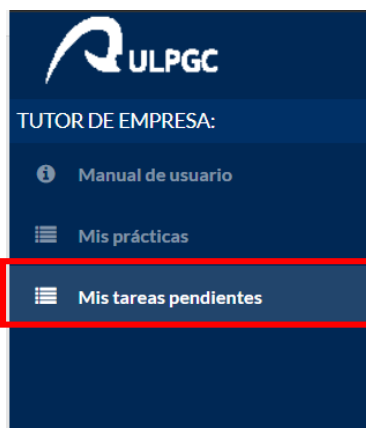 ULPGC
TUTOR DE EMPRESA:
Manual de usuario
Mis prácticas
Mis tareas pendientes